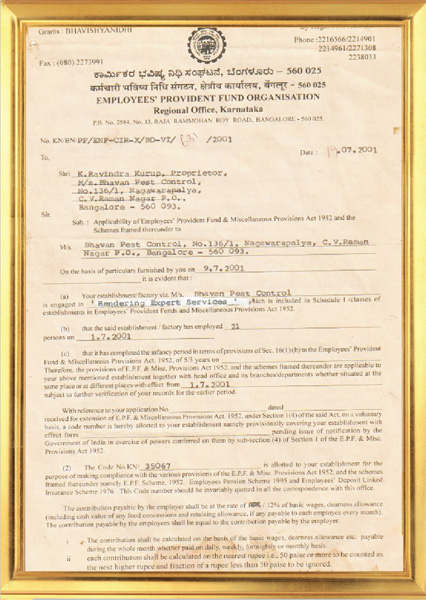 Grams : BHAVISHYANIDHI
Phone : 2216566/2214901
2214961/2271308
2238033
Fax : (080) 2273991
ಕಾರ್ಮಿಕರ ಭವಿಷ್ಯ ನಿಧಿ ಸಂಘಟನೆ, ಬೆಂಗಳೂರು - 560 025
कर्मचारी भविष्य निधि संगठन, क्षेत्रीय कार्यालय, बेंगलूर - 560 025
EMPLOYEES' PROVIDENT FUND ORGANISATION
Regional Office, Karnataka
P.B. No. 2584, No. 13, RAJA RAMMOHAN ROY ROAD, BANGALORE - 560 025.
No. KN/BN/PF/ENF-CIR-X/BD-VI/ /2001
To
Date : .07.2001
Shri K.Ravindra Kurup, Proprietor,
M/s.Bhavan Pest Control,
No.136/1, Nagawarapalya,
C.V.Raman Nagar P.O.,
Bangalore - 560 093.
Sir,
Sub. : Applicability of Employees' Provident Fund & Miscellaneous Provisions Act 1952 and the
Schemes framed thereunder to
M/s. Bhavan Pest Control, No.136/1, Nagawarapalya, C.V.Raman
Nagar P.O., Bangalore - 560 093.
On the basis of particulars furnished by you on 9.7.2001
it is evident that :
(a) Your establishment/factory viz. M/s. Bhavan Pest Control
is engaged in 'Rendering Expert Services', which is included in Schedule I/classes of
establishments in Employees' Provident Funds and Miscellaneous Provisions Act 1952.
(b) that the said establishment / factory has employed 21
persons on 1.7.2001
(c) that it has completed the infancy period in terms of provisions of Sec. 16(1)(b) to the Employees' Provident
Fund & Miscellaneous Provisions Act, 1952, of 5/3 years on
Therefore, the provisions of E.P.F. & Misc. Provisions Act, 1952, and the schemes framed thereunder are applicable to
your above mentioned establishment together with head office and its branches/departments whether situated at the
same place or at different places with effect from 1.7.2001
subject to further verification of your records for the earlier period.
With reference to your application No. dated
received for extension of E.P.F. & Miscellaneous Provisions Act, 1952, under Section 1(4) of the said Act, on a voluntary
basis, a code number is hereby allotted to your establishment namely provisionally covering your establishment with
effect form pending issue of notification by the
Government of India in exercise of powers conferred on them by sub-section (4) of Section 1 of the E.P.F. & Misc.
Provisions Act, 1952.
(2) The Code No. KN/ 35067 is allotted to your establishment for the
purpose of making compliance with the various provisions of the E.P.F. & Misc. Provisions Act 1952, and the schemes
framed thereunder namely E.P.F. Scheme, 1952. Employees Pension Scheme 1995 and Employees' Deposit Linked
Insurance Scheme 1976. This Code number should be invariably quoted in all the correspondence with this office.
The contribution payable by the employer shall be at the rate of / 12% of basic wages, dearness allowance
(including cash value of any food concessions and retaining allowance, if any payable to each employee every month).
The contribution payable by the employees shall be equal to the contribution payable by the employer.
i The contribution shall be calculated on the basis of the basic wages, dearness allowance etc. payable
during the whole month whether paid on daily, weekly, fortnightly or monthly basis.
ii each contribution shall be calculated on the nearest rupee i.e., 50 paise or more to be counted as
the next higher rupee and fraction of a rupee less than 50 paise to be ignored.